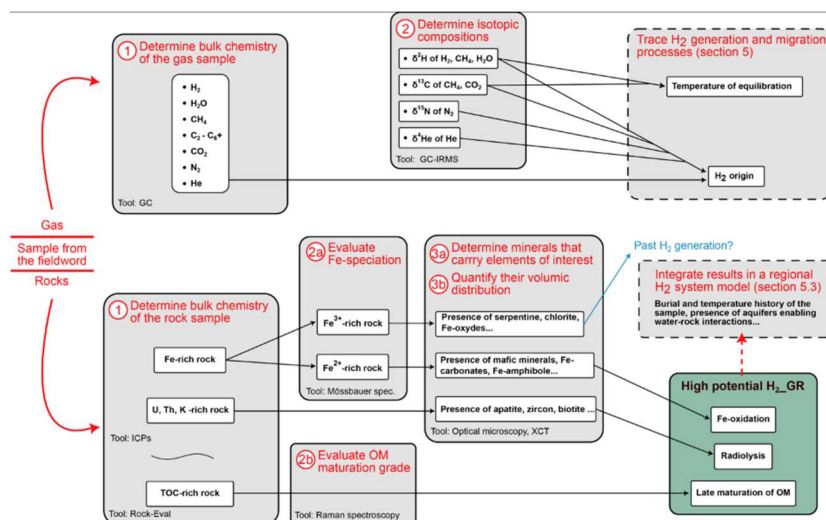 1 Determine bulk chemistry
of the gas sample
• H₂
• H₂O
• CH₄
• C₂ - C₆+
• CO₂
• N₂
• He
Tool: GC
2 Determine isotopic
compositions
• δ²H of H₂, CH₄, H₂O
• δ¹³C of CH₄, CO₂
• δ¹⁵N of N₂
• δ⁴He of He
Tool: GC-IRMS
Trace H₂ generation and migration
processes (section 5)
Temperature of equilibration
H₂ origin
Gas
Sample from
the fieldword
Rocks
1 Determine bulk chemistry
of the rock sample
Fe-rich rock
U, Th, K -rich rock
Tool: ICPs
TOC-rich rock
Tool: Rock-Eval
2a Evaluate
Fe-speciation
Fe³⁺-rich rock
Fe²⁺-rich rock
Tool: Mössbauer spec.
2b Evaluate OM
maturation grade
Tool: Raman spectroscopy
3a Determine minerals that
carrry elements of interest
3b Quantify their volumic
distribution
Presence of serpentine, chlorite,
Fe-oxydes...
Presence of mafic minerals, Fe-
carbonates, Fe-amphibole...
Presence of apatite, zircon, biotite ...
Tool: Optical microscopy, XCT
Past H₂ generation?
Integrate results in a regional
H₂ system model (section 5.3)
Burial and temperature history of the
sample, presence of aquifers enabling
water-rock interactions...
High potential H₂_GR
Fe-oxidation
Radiolysis
Late maturation of OM